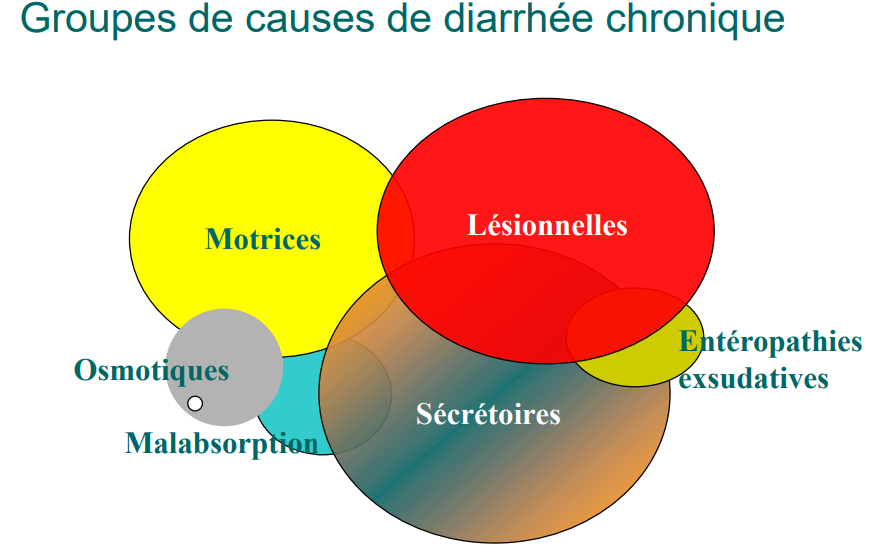 Groupes de causes de diarrhée chronique
Motrices
Lésionnelles
Osmotiques
Entéropathies
exsudatives
Sécrétoires
Malabsorption